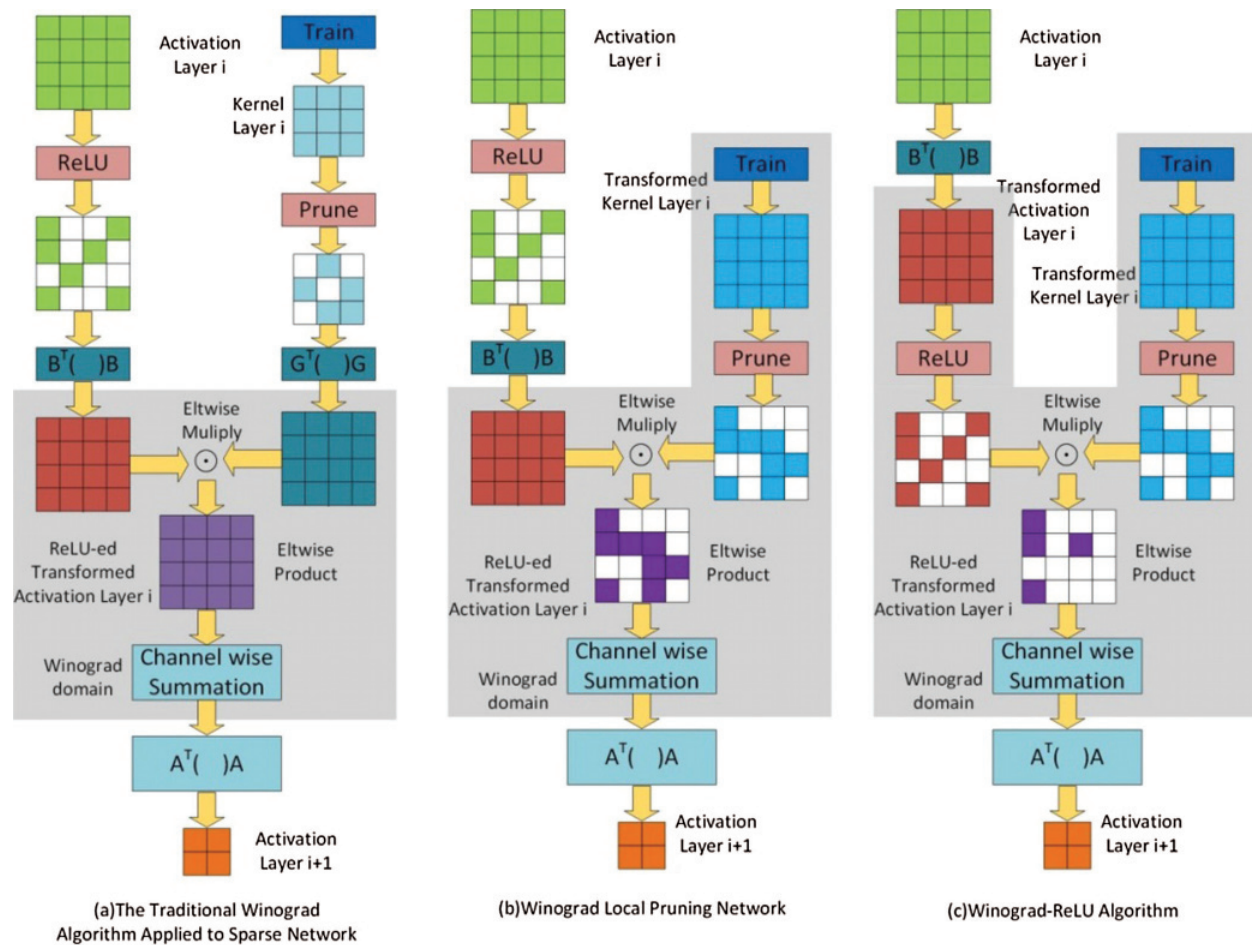 Activation
Layer i
Train
Kernel
Layer i
ReLU
Prune
B^T( )B
G^T( )G
Eltwise
Muliply
ReLU-ed
Transformed
Activation Layer i
Eltwise
Product
Winograd
domain
Channel wise
Summation
A^T( )A
Activation
Layer i+1
(a)The Traditional Winograd
Algorithm Applied to Sparse Network
Activation
Layer i
ReLU
Train
Transformed
Kernel Layer i
B^T( )B
Prune
Eltwise
Muliply
ReLU-ed
Transformed
Activation Layer i
Eltwise
Product
Winograd
domain
Channel wise
Summation
A^T( )A
Activation
Layer i+1
(b)Winograd Local Pruning Network
Activation
Layer i
B^T( )B
Train
Transformed
Activation
Layer i
Transformed
Kernel Layer i
ReLU
Prune
Eltwise
Muliply
ReLU-ed
Transformed
Activation Layer i
Eltwise
Product
Winograd
domain
Channel wise
Summation
A^T( )A
Activation
Layer i+1
(c)Winograd-ReLU Algorithm